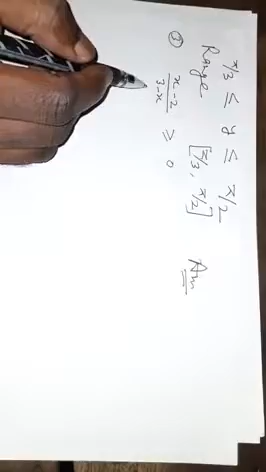 π/3 ≤ y ≤ π/2
Range [π/3, π/2] Ans
② x-2/3-x ≥ 0